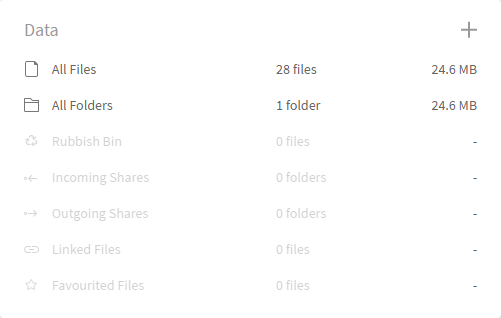 Data
All Files 28 files 24.6 MB
All Folders 1 folder 24.6 MB
Rubbish Bin 0 files -
Incoming Shares 0 folders -
Outgoing Shares 0 folders -
Linked Files 0 files -
Favourited Files 0 files -